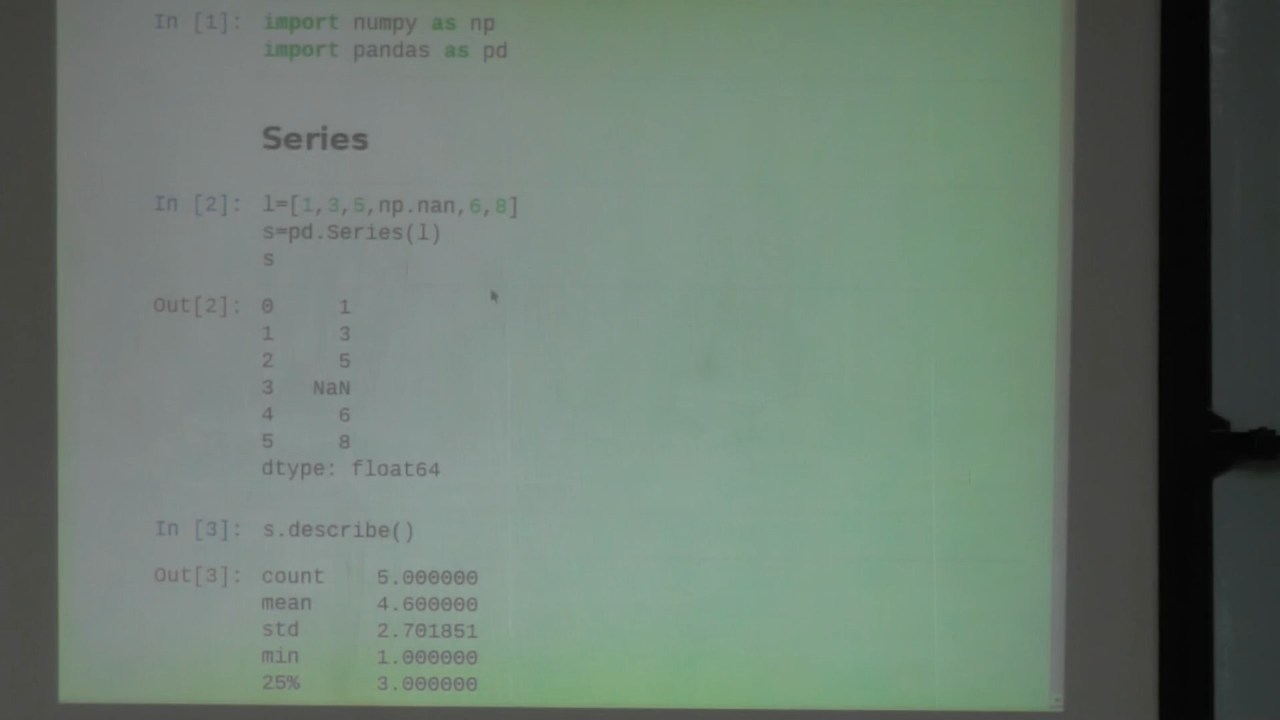 In [1]: import numpy as np
import pandas as pd
Series
In [2]: l=[1,3,5,np.nan,6,8]
s=pd.Series(l)
s
Out[2]: 0 1
1 3
2 5
3 NaN
4 6
5 8
dtype: float64
In [3]: s.describe()
Out[3]: count 5.000000
mean 4.600000
std 2.701851
min 1.000000
25% 3.000000